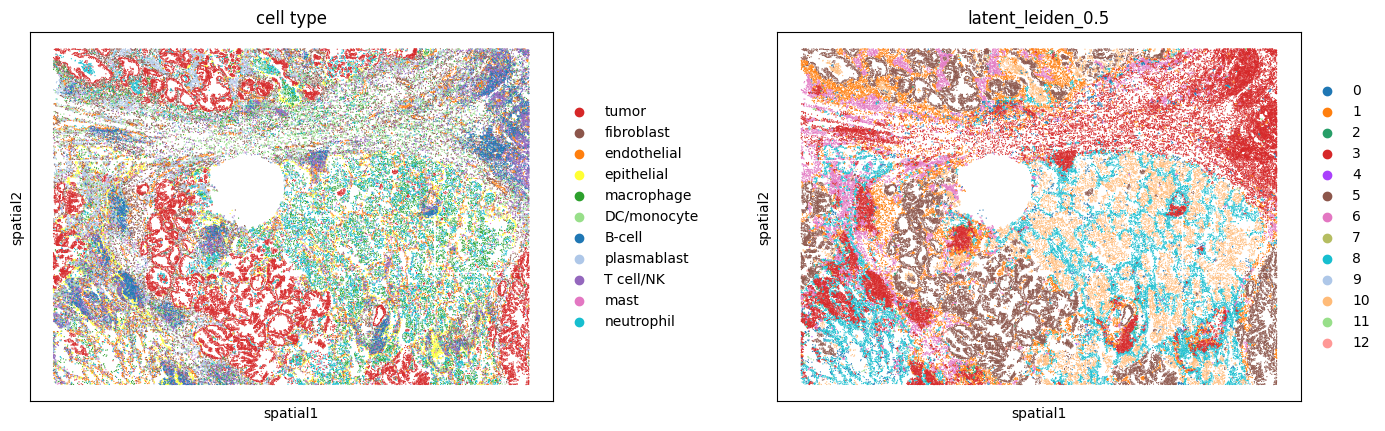 cell type
spatial2
spatial1
tumor
fibroblast
endothelial
epithelial
macrophage
DC/monocyte
B-cell
plasmablast
T cell/NK
mast
neutrophil
latent_leiden_0.5
spatial2
spatial1
0
1
2
3
4
5
6
7
8
9
10
11
12